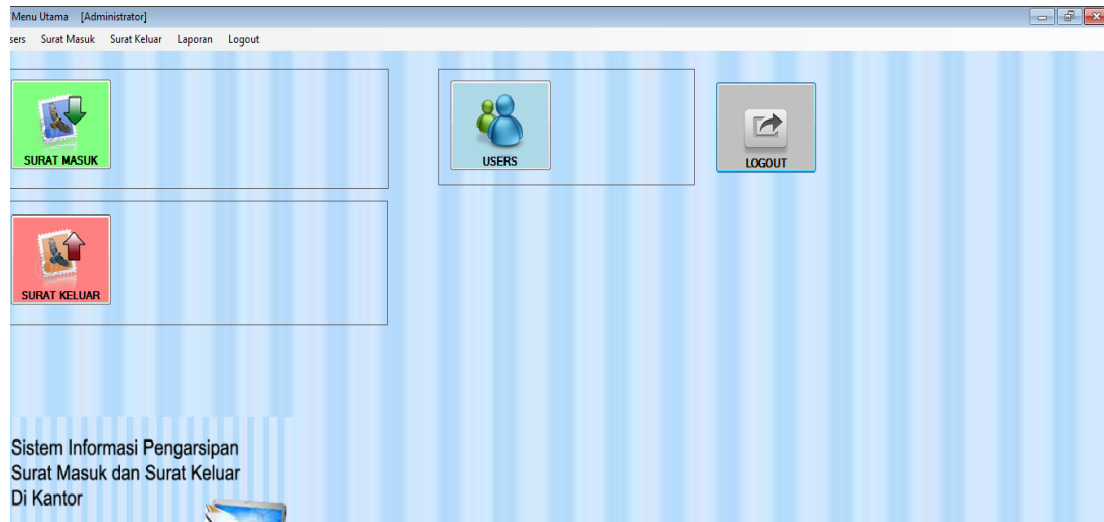 Menu Utama [Administrator]
sers Surat Masuk Surat Keluar Laporan Logout
SURAT MASUK
USERS
LOGOUT
SURAT KELUAR
Sistem Informasi Pengarsipan
Surat Masuk dan Surat Keluar
Di Kantor